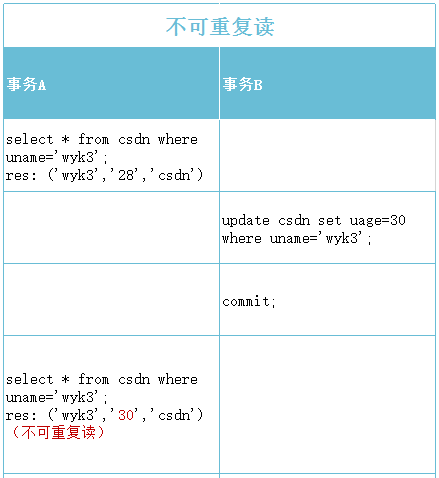 不可重复读
事务A
事务B
select * from csdn where
uname='wyk3';
res: ('wyk3','28','csdn')
update csdn set uage=30
where uname='wyk3';
commit;
select * from csdn where
uname='wyk3';
res: ('wyk3','30','csdn')
（不可重复读）